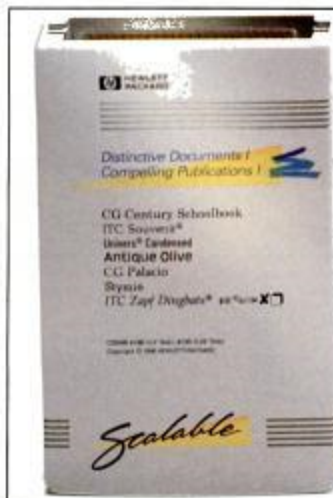 HEWLETT
PACKARD
Distinctive Documents I
Compelling Publications I
CG Century Schoolbook
ITC Souvenir®
Univers® Condensed
Antique Olive
CG Palacio
Stymie
ITC Zapf Dingbats®
Scalable